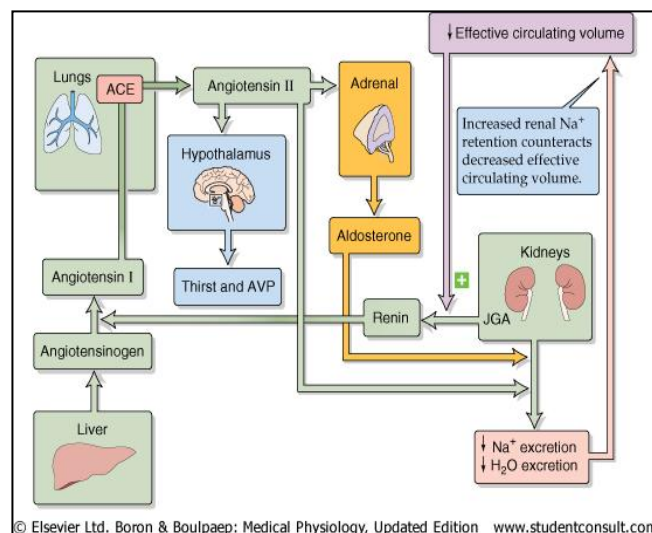 ↓ Effective circulating volume
Lungs
ACE
Angiotensin II
Adrenal
Increased renal Na⁺
retention counteracts
decreased effective
circulating volume.
Hypothalamus
Aldosterone
Kidneys
Angiotensin I
Thirst and AVP
+
Renin
JGA
Angiotensinogen
Liver
↓ Na⁺ excretion
↓ H₂O excretion
© Elsevier Ltd. Boron & Boulpaep: Medical Physiology, Updated Edition www.studentconsult.com